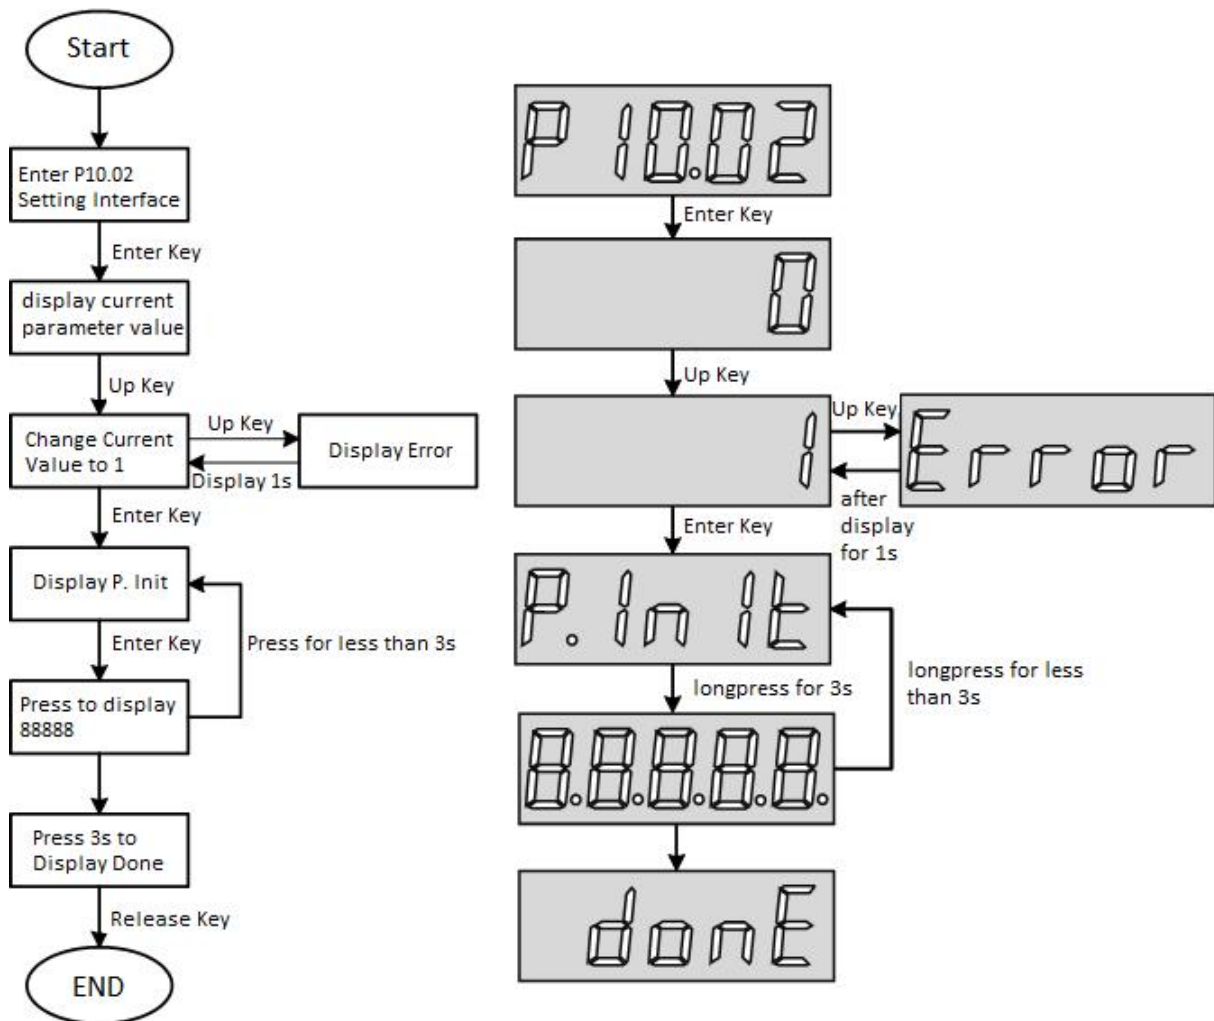 Start
Enter P10.02
Setting Interface
Enter Key
display current
parameter value
Up Key
Change Current
Value to 1
Up Key
Display 1s
Display Error
Enter Key
Display P. Init
Enter Key
Press for less than 3s
Press to display
88888
Press 3s to
Display Done
Release Key
END
P10.02
Enter Key
0
Up Key
1
Up Key
Error
after
display
for 1s
Enter Key
P.Init
longpress for 3s
longpress for less
than 3s
8.8.8.8.8.
donE